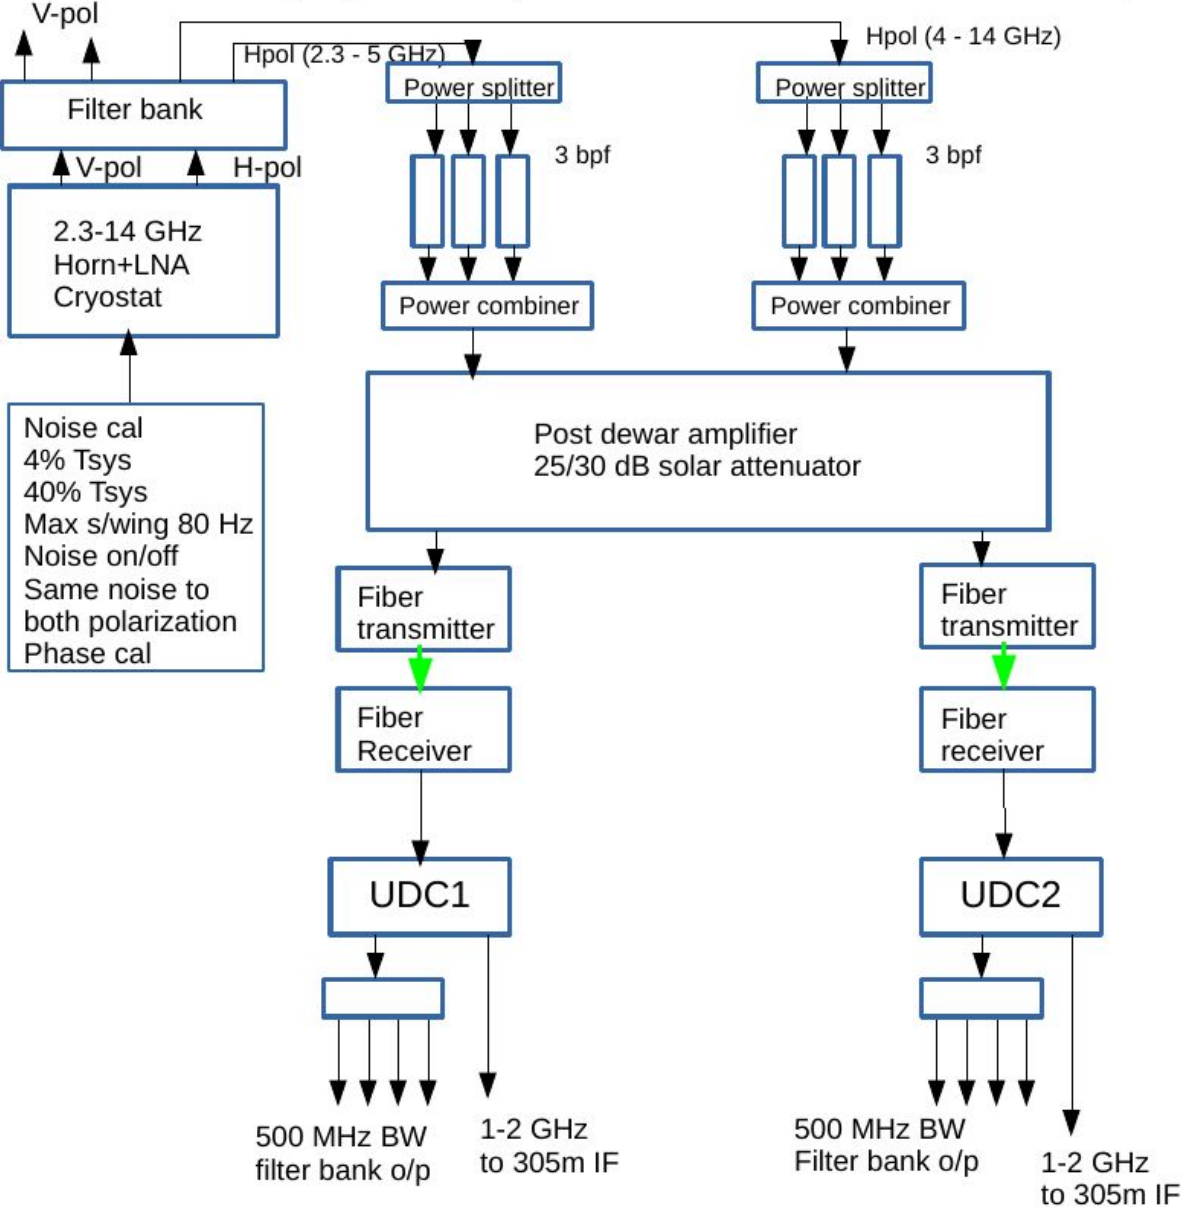 V-pol
Hpol (2.3 - 5 GHz)
Hpol (4 - 14 GHz)
Filter bank
Power splitter
Power splitter
V-pol
H-pol
3 bpf
3 bpf
2.3-14 GHz
Horn+LNA
Cryostat
Power combiner
Power combiner
Noise cal
4% Tsys
40% Tsys
Max s/wing 80 Hz
Noise on/off
Same noise to
both polarization
Phase cal
Post dewar amplifier
25/30 dB solar attenuator
Fiber
transmitter
Fiber
transmitter
Fiber
Receiver
Fiber
receiver
UDC1
UDC2
500 MHz BW
filter bank o/p
1-2 GHz
to 305m IF
500 MHz BW
Filter bank o/p
1-2 GHz
to 305m IF